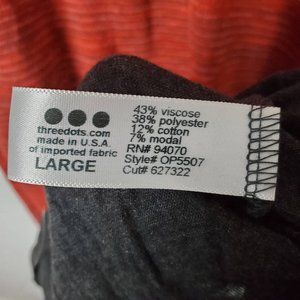 threedots.com
made in U.S.A.
of imported fabric
LARGE
43% viscose
38% polyester
12% cotton
7% modal
RN# 94070
Style# OP5507
Cut# 627322